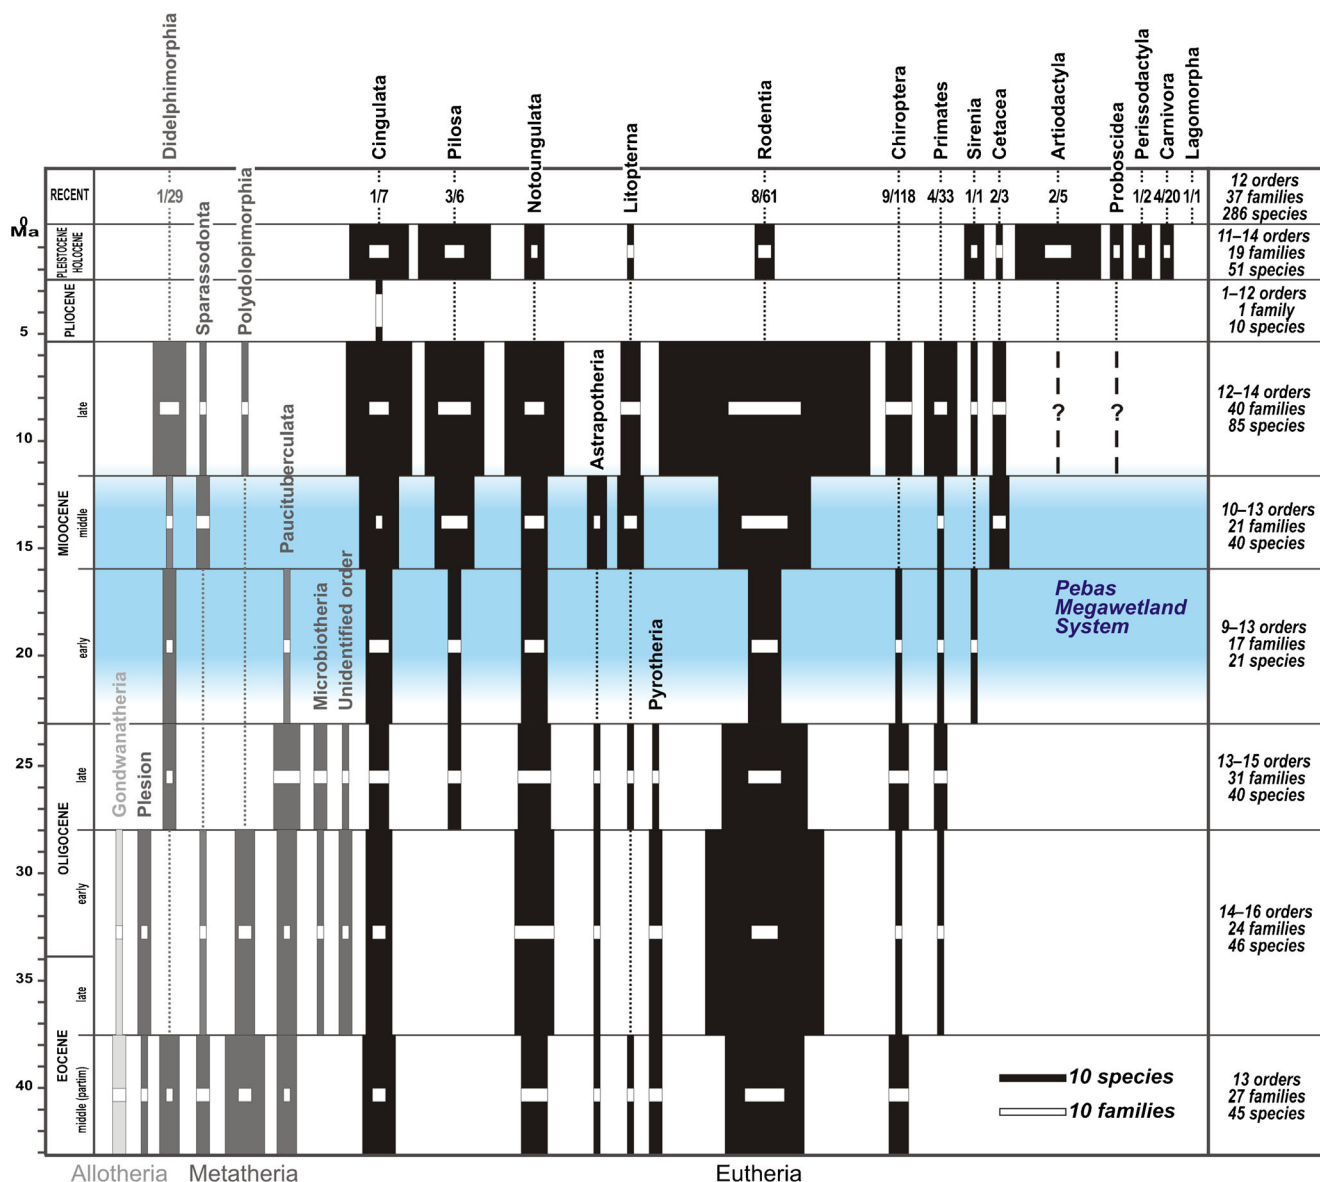 Didelphimorphia
Cingulata
Pilosa
Notoungulata
Litopterna
Rodentia
Chiroptera
Primates
Sirenia
Cetacea
Artiodactyla
Proboscidea
Perissodactyla
Carnivora
Lagomorpha
RECENT
1/29
1/7
3/6
8/61
9/118
4/33
1/1
2/3
2/5
1/2
4/20
1/1
12 orders
37 families
286 species
Sparassodonta
Polydolopimorphia
0
Ma
PLEISTOCENE
HOLOCENE
11–14 orders
19 families
51 species
PLIOCENE
5
1–12 orders
1 family
10 species
MIOCENE
late
10
Paucituberculata
Astrapotheria
?
?
12–14 orders
40 families
85 species
middle
15
10–13 orders
21 families
40 species
early
20
Microbiotheria
Unidentified order
Pyrotheria
Pebas
Megawetland
System
9–13 orders
17 families
21 species
Gondwanatheria
Plesion
OLIGOCENE
late
25
13–15 orders
31 families
40 species
early
30
14–16 orders
24 families
46 species
EOCENE
late
35
middle (partim)
40
10 species
10 families
13 orders
27 families
45 species
Allotheria
Metatheria
Eutheria